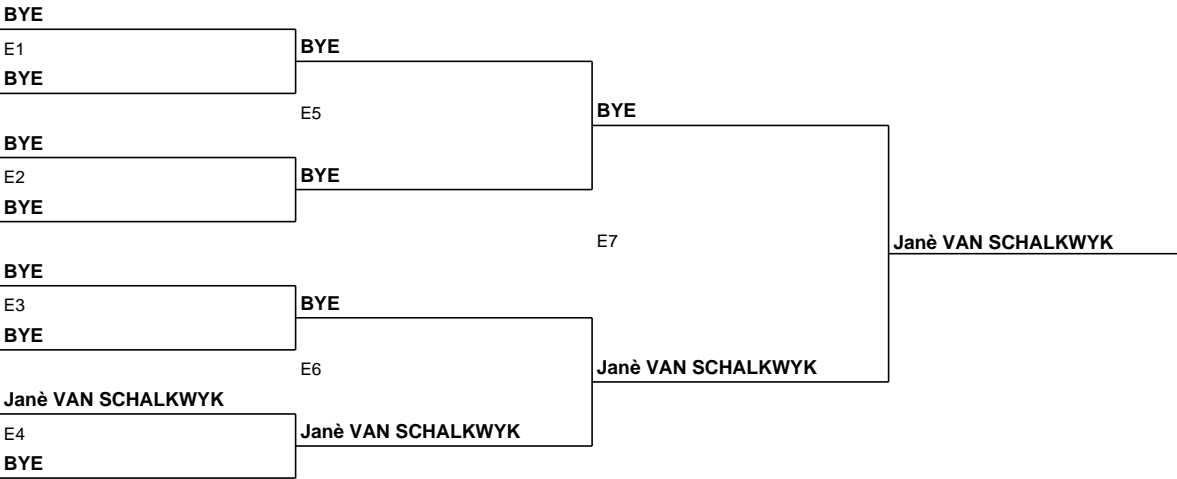 BYE
E1
BYE
BYE
E5
BYE
BYE
E2
BYE
BYE
E7
Janè VAN SCHALKWYK
BYE
E3
BYE
BYE
E6
Janè VAN SCHALKWYK
Janè VAN SCHALKWYK
E4
Janè VAN SCHALKWYK
BYE